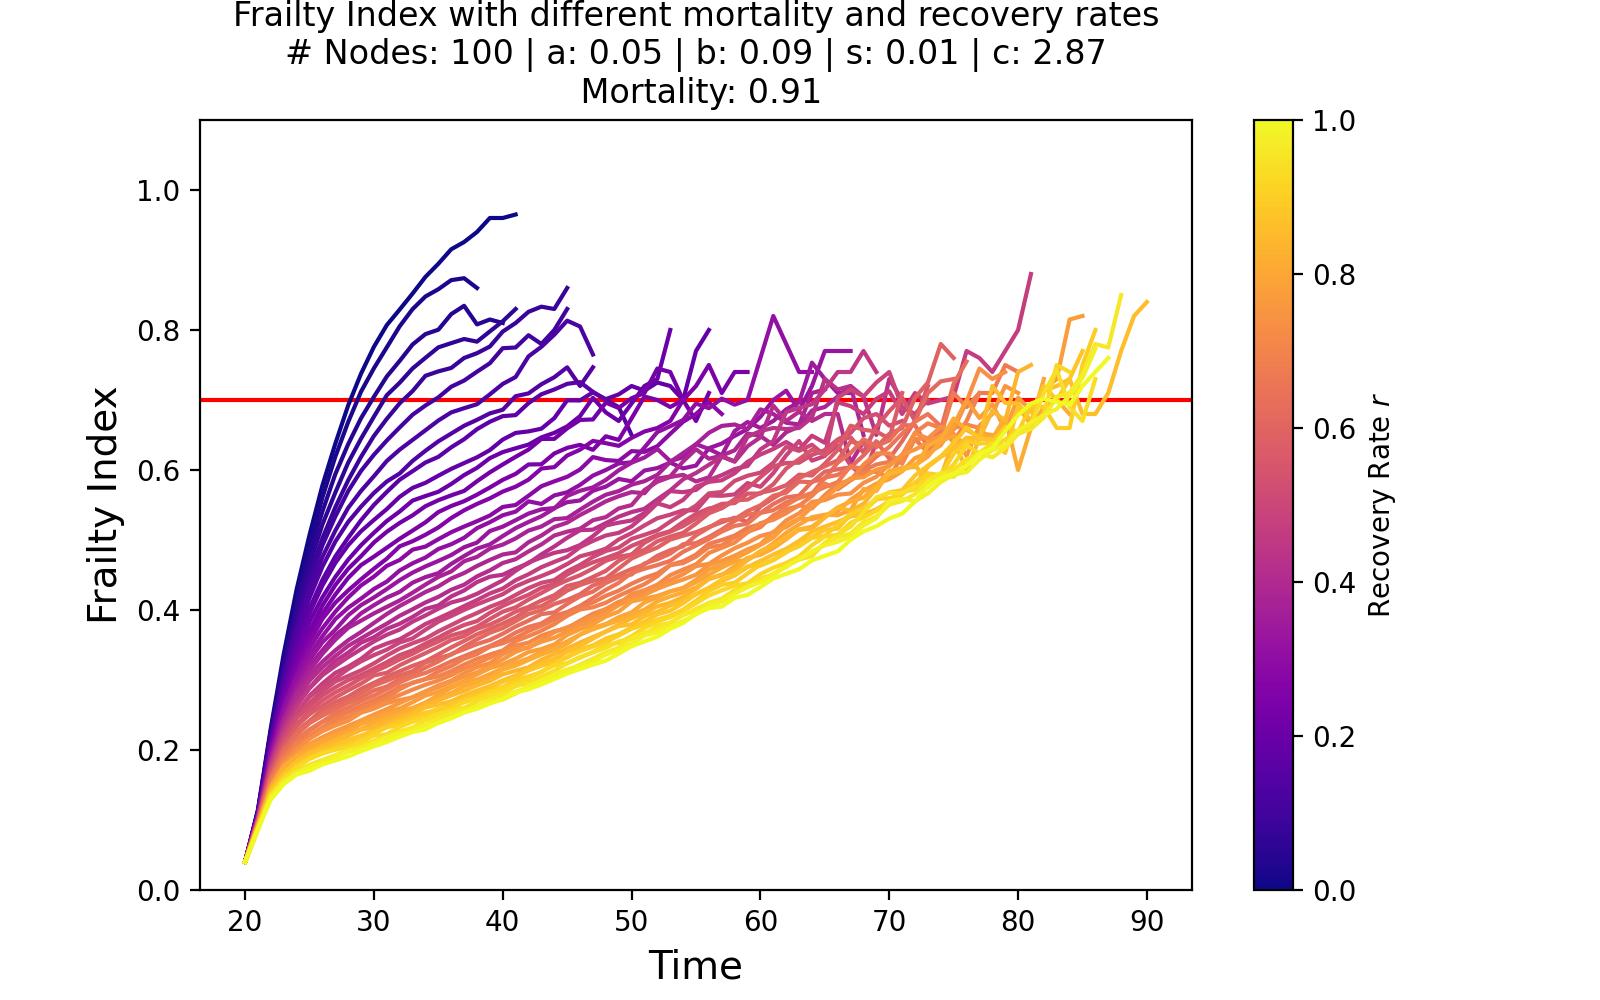 Frailty Index with different mortality and recovery rates
# Nodes: 100 | a: 0.05 | b: 0.09 | s: 0.01 | c: 2.87
Mortality: 0.91
1.0
0.8
0.6
0.4
0.2
0.0
Frailty Index
20 30 40 50 60 70 80 90
Time
1.0
0.8
0.6
0.4
0.2
0.0
Recovery Rate r